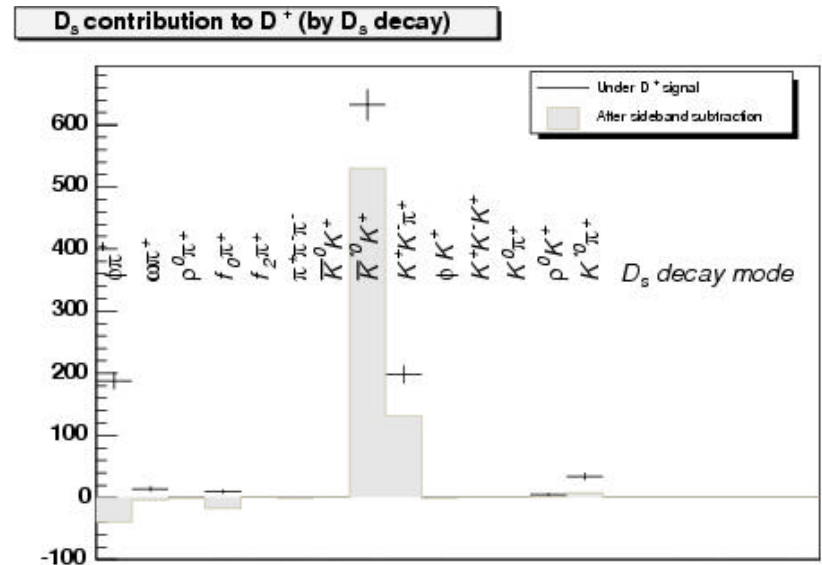 Dₛ contribution to D⁺ (by Dₛ decay)
Under D⁺ signal
After sideband subtraction
600
500
400
300
200
100
0
-100
ϕπ⁺
ωπ⁺
ρ⁰π⁺
f₀π⁺
f₂π⁺
π⁺π⁻π⁻
K̅⁰K⁺
K̅*⁰K⁺
K⁺K⁻π⁺
ϕ K⁺
K⁺K⁻K⁺
K⁰π⁺
ρ⁰K⁺
K*⁰π⁺
Dₛ decay mode